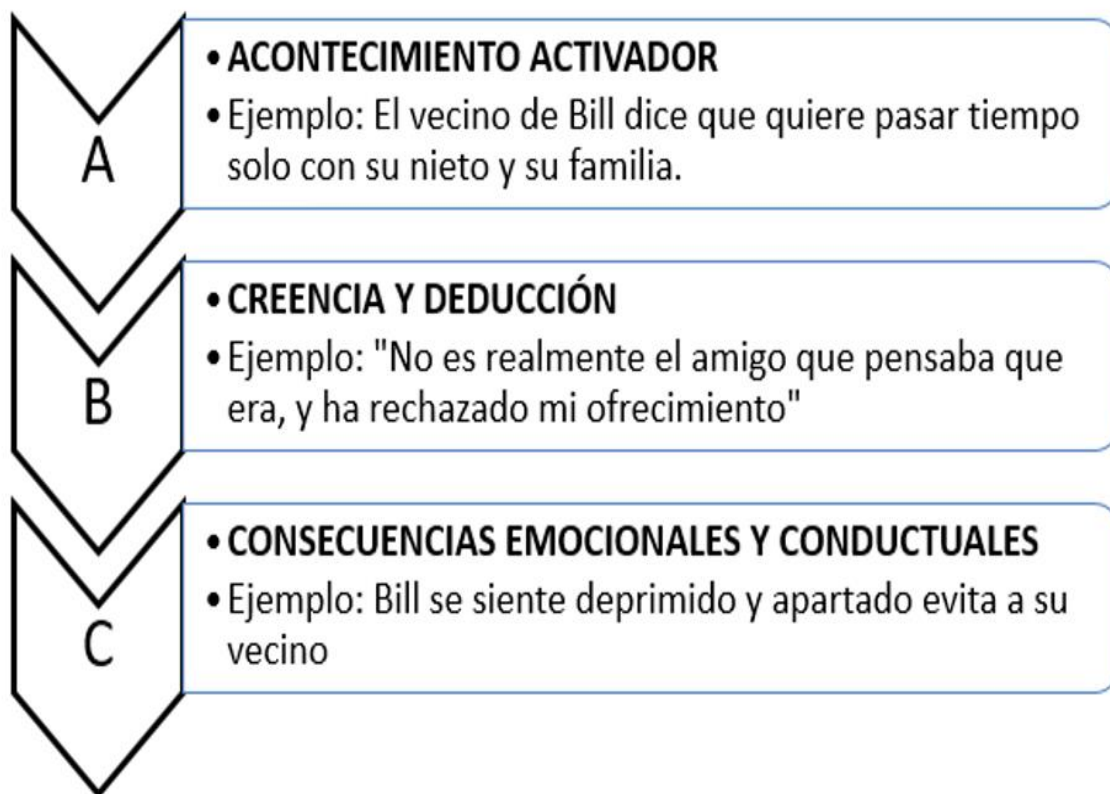 A
• ACONTECIMIENTO ACTIVADOR
• Ejemplo: El vecino de Bill dice que quiere pasar tiempo
solo con su nieto y su familia.
B
• CREENCIA Y DEDUCCIÓN
• Ejemplo: "No es realmente el amigo que pensaba que
era, y ha rechazado mi ofrecimiento"
C
• CONSECUENCIAS EMOCIONALES Y CONDUCTUALES
• Ejemplo: Bill se siente deprimido y apartado evita a su
vecino